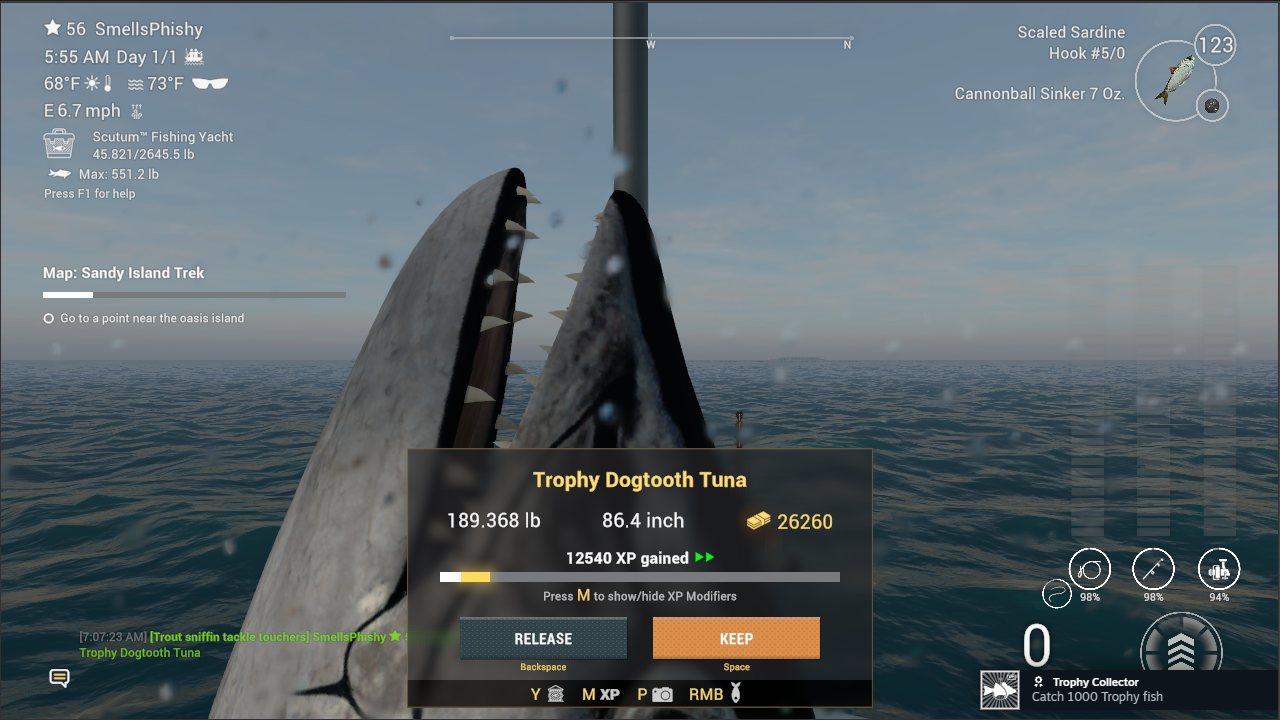 56 SmellsPhishy
5:55 AM Day 1/1
68°F 73°F
E 6.7 mph
Scutum™ Fishing Yacht
45.821/2645.5 lb
Max: 551.2 lb
Press F1 for help
W
N
Scaled Sardine
Hook #5/0
123
Cannonball Sinker 7 Oz.
Map: Sandy Island Trek
Go to a point near the oasis island
Trophy Dogtooth Tuna
189.368 lb 86.4 inch 26260
12540 XP gained
Press M to show/hide XP Modifiers
RELEASE
Backspace
KEEP
Space
Y M XP P RMB
[7:07:23 AM] [Trout sniffin tackle touchers] SmellsPhishy
Trophy Dogtooth Tuna
98% 98% 94%
0
Trophy Collector
Catch 1000 Trophy fish